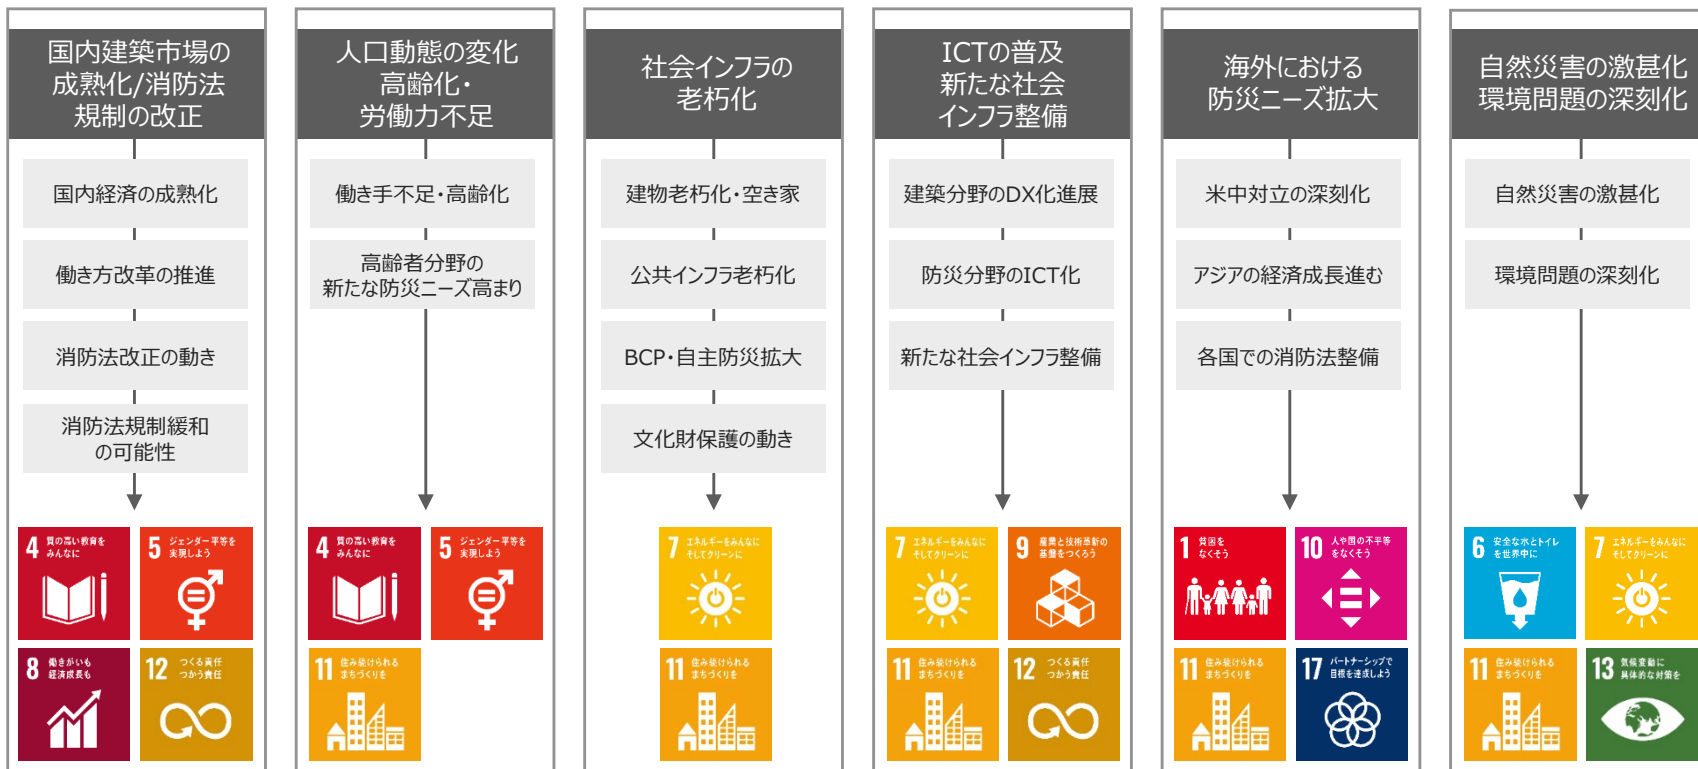 国内建築市場の
成熟化/消防法
規制の改正
国内経済の成熟化
働き方改革の推進
消防法改正の動き
消防法規制緩和
の可能性
4 質の高い教育を
みんなに
5 ジェンダー平等を
実現しよう
8 働きがいも
経済成長も
12 つくる責任
つかう責任
人口動態の変化
高齢化・
労働力不足
働き手不足・高齢化
高齢者分野の
新たな防災ニーズ高まり
4 質の高い教育を
みんなに
5 ジェンダー平等を
実現しよう
11 住み続けられる
まちづくりを
社会インフラの
老朽化
建物老朽化・空き家
公共インフラ老朽化
BCP・自主防災拡大
文化財保護の動き
7 エネルギーをみんなに
そしてクリーンに
11 住み続けられる
まちづくりを
ICTの普及
新たな社会
インフラ整備
建築分野のDX化進展
防災分野のICT化
新たな社会インフラ整備
7 エネルギーをみんなに
そしてクリーンに
9 産業と技術革新の
基盤をつくろう
11 住み続けられる
まちづくりを
12 つくる責任
つかう責任
海外における
防災ニーズ拡大
米中対立の深刻化
アジアの経済成長進む
各国での消防法整備
1 貧困を
なくそう
10 人や国の不平等
をなくそう
11 住み続けられる
まちづくりを
17 パートナーシップで
目標を達成しよう
自然災害の激甚化
環境問題の深刻化
自然災害の激甚化
環境問題の深刻化
6 安全な水とトイレ
を世界中に
7 エネルギーをみんなに
そしてクリーンに
11 住み続けられる
まちづくりを
13 気候変動に
具体的な対策を